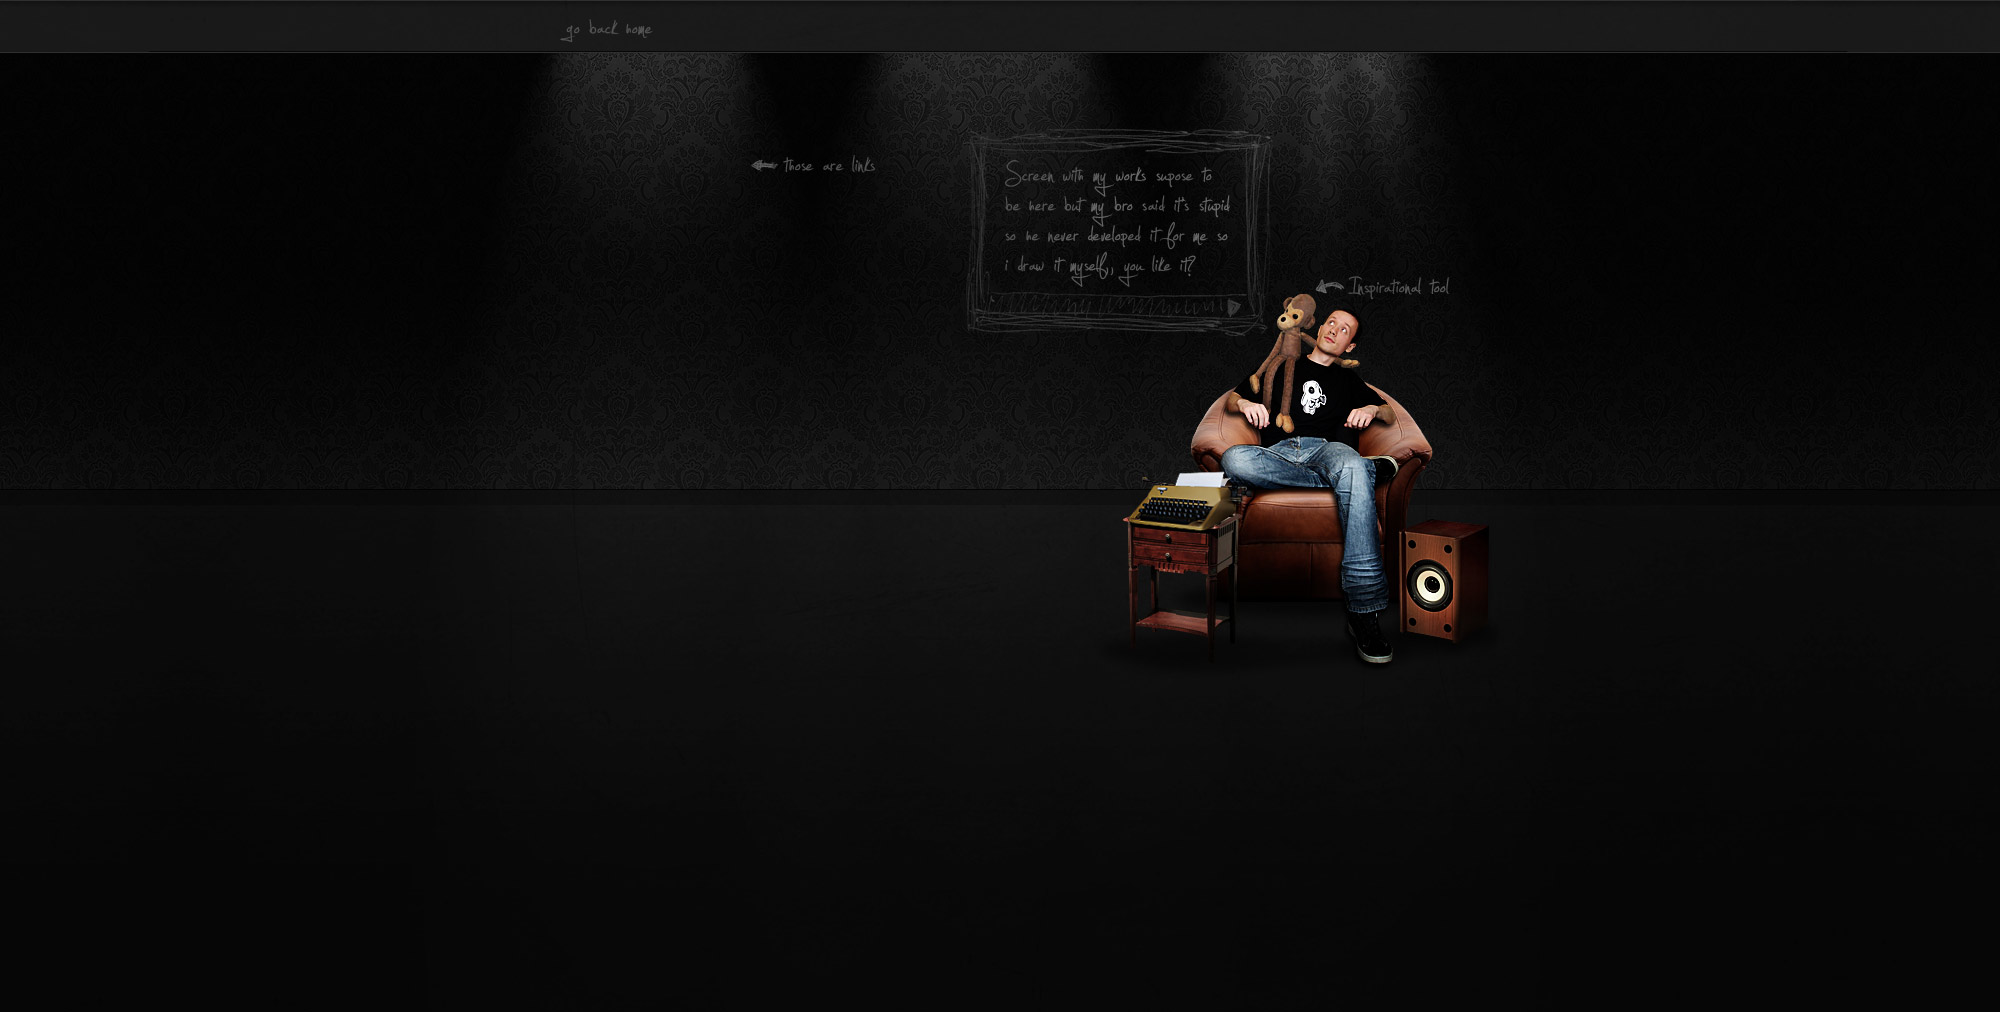 go back home
those are links
Screen with my works supose to
be here but my bro said it's stupid
so he never developed it for me so
i draw it myself, you like it?
Inspirational tool